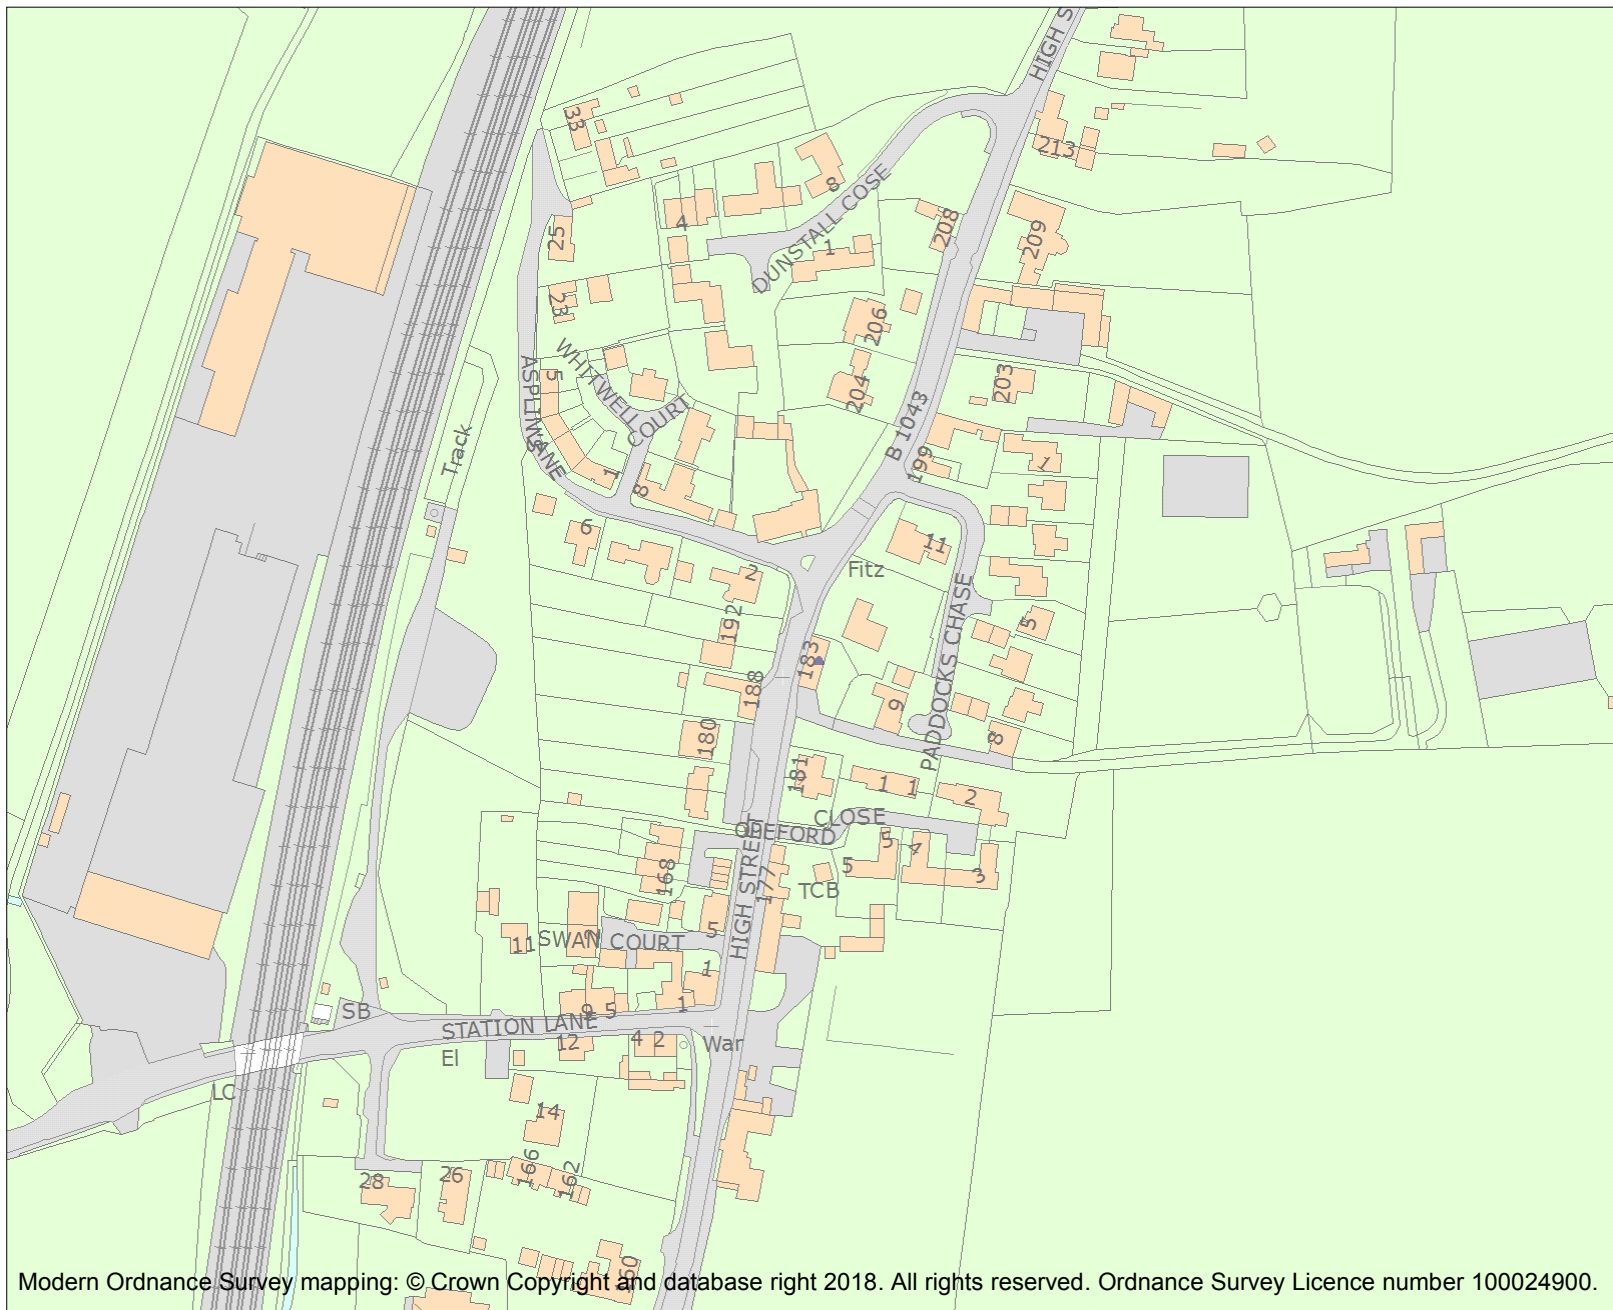 HIGH S
33
213
8
DUNSTALL COSE
4
208
209
25
1
23
206
WHITWELL
COURT
5
ASPLIN'S
LANE
203
204
B 1043
Track
199
1
1
8
6
11
Fitz
2
192
5
PADDOCKS CHASE
183
188
9
180
8
181
1
1
2
CLOSE
HIGH STREET
5
4
5
3
168
177
TCB
5
11
SWAN COURT
1
9
5
1
SB
STATION LANE
12
4
2
War
El
LC
14
166
162
28
26
Modern Ordnance Survey mapping: © Crown Copyright and database right 2018. All rights reserved. Ordnance Survey Licence number 100024900.